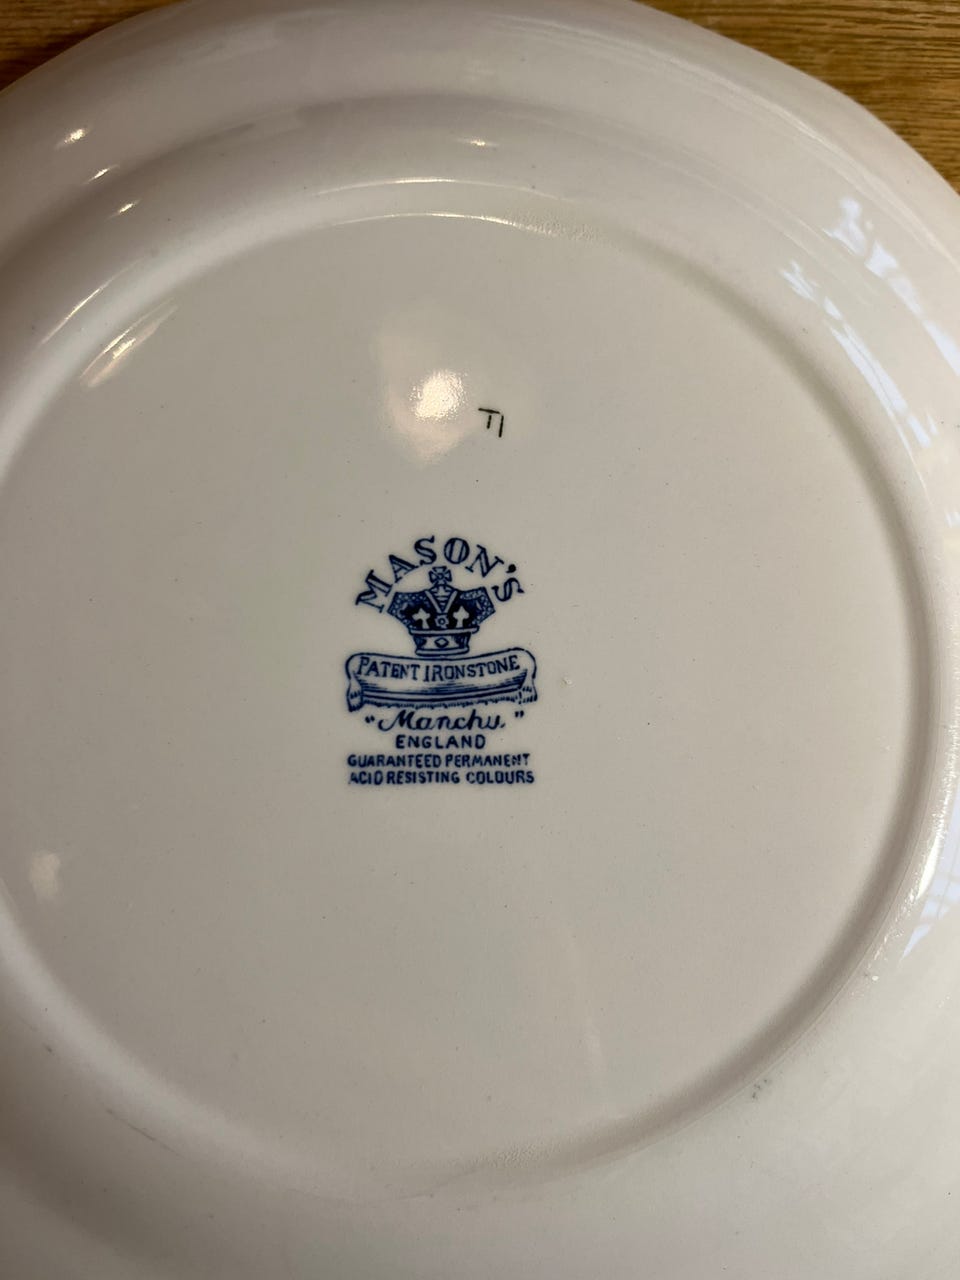 MASON'S
PATENT IRONSTONE
"Manchu."
ENGLAND
GUARANTEED PERMANENT
ACID RESISTING COLOURS